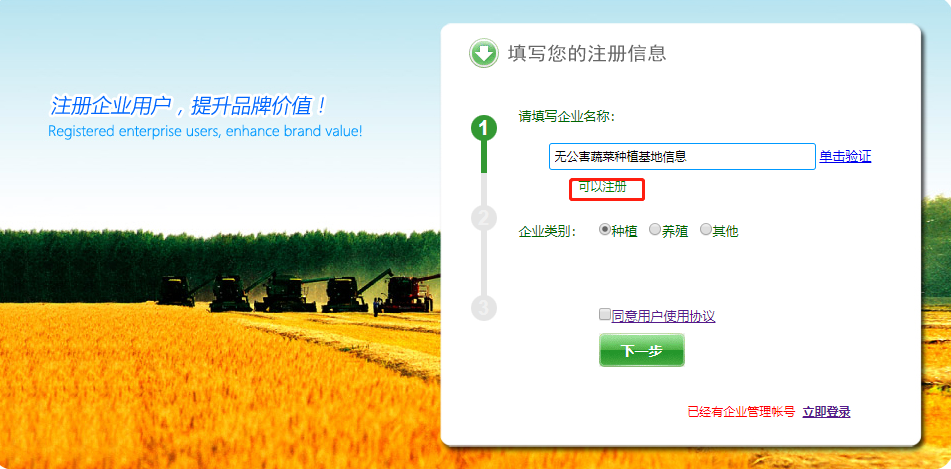 填写您的注册信息
注册企业用户，提升品牌价值！
Registered enterprise users, enhance brand value!
1
请填写企业名称：
无公害蔬菜种植基地信息 单击验证
可以注册
2
企业类别： 种植 养殖 其他
3
同意用户使用协议
下一步
已经有企业管理帐号 立即登录